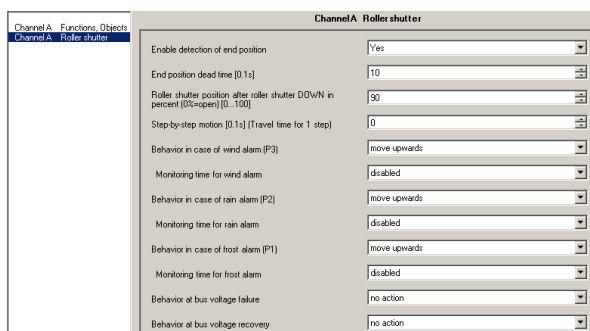 Channel A   Functions, Objects
Channel A   Roller shutter
Channel A   Roller shutter
Enable detection of end position
Yes
End position dead time [0.1s]
10
Roller shutter position after roller shutter DOWN in
percent (0%=open) [0...100]
90
Step-by-step motion [0.1s] (Travel time for 1 step)
0
Behavior in case of wind alarm (P3)
move upwards
Monitoring time for wind alarm
disabled
Behavior in case of rain alarm (P2)
move upwards
Monitoring time for rain alarm
disabled
Behavior in case of frost alarm (P1)
move upwards
Monitoring time for frost alarm
disabled
Behavior at bus voltage failure
no action
Behavior at bus voltage recovery
no action